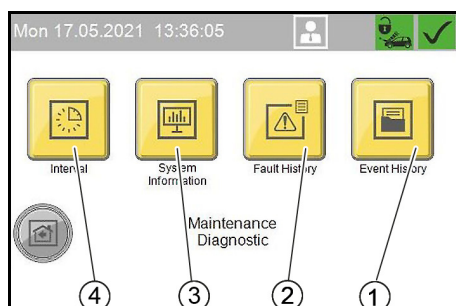 Mon 17.05.2021 13:36:05
Interval
System
Information
Fault History
Event History
Maintenance
Diagnostic
4
3
2
1